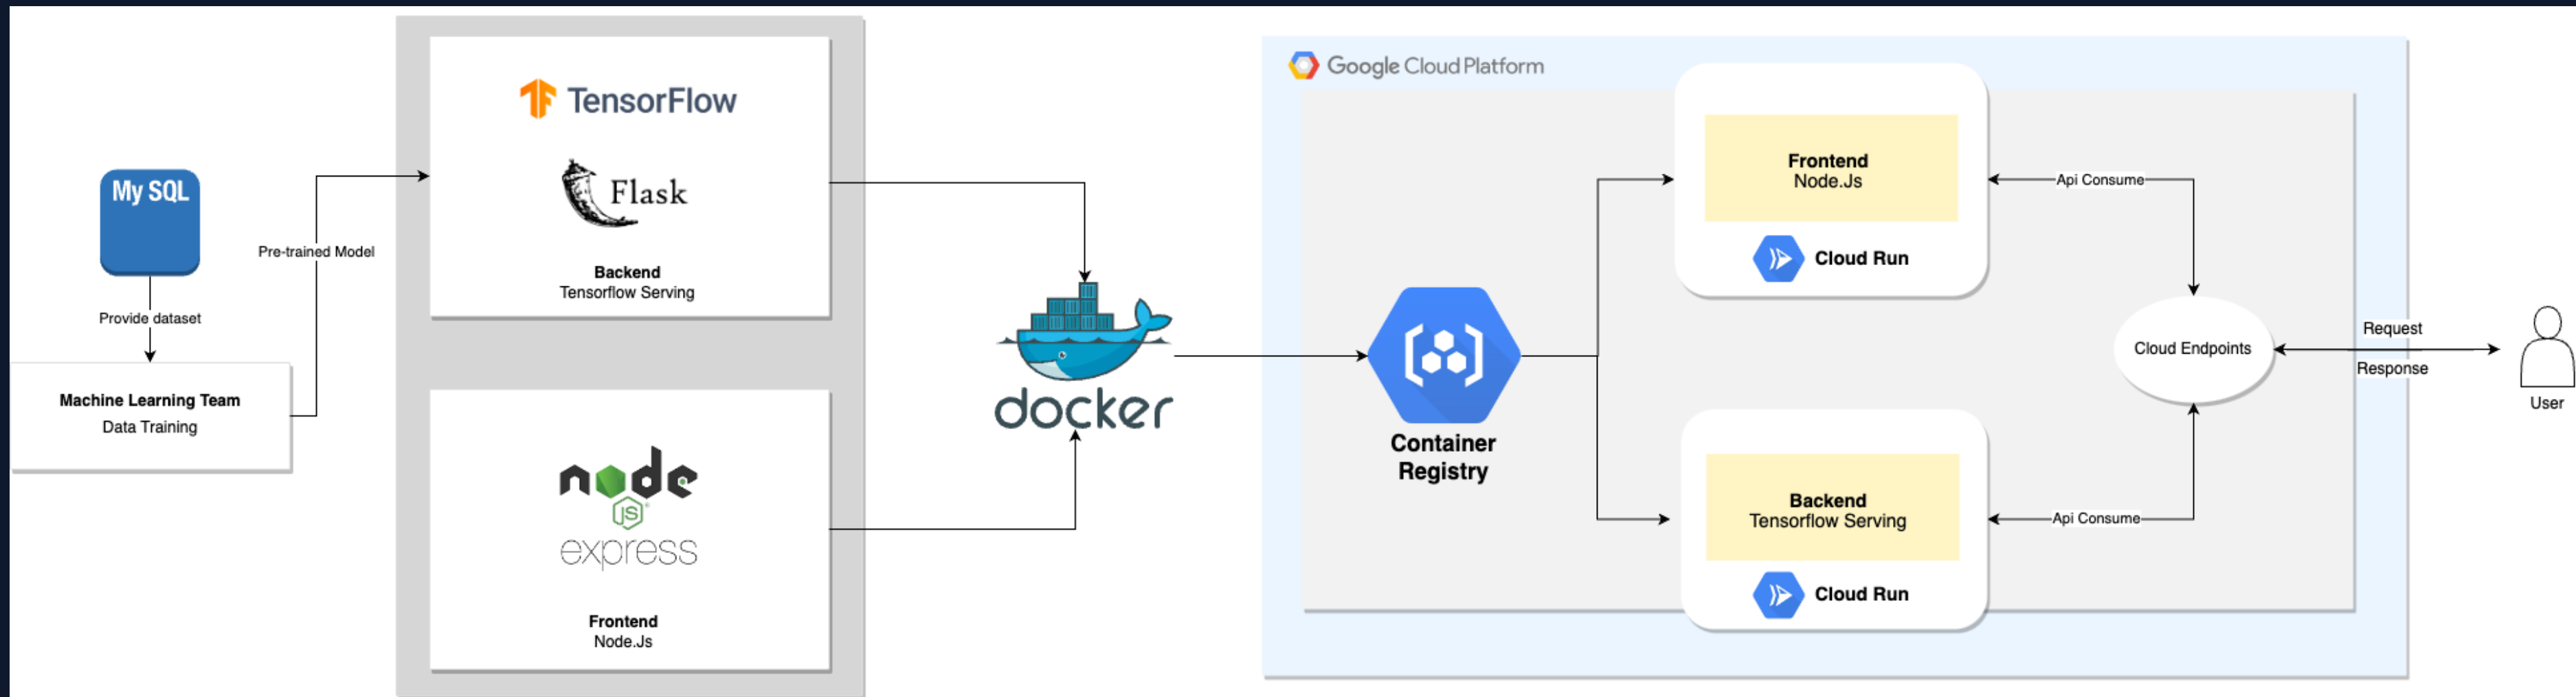 My SQL
Provide dataset
Machine Learning Team
Data Training
Pre-trained Model
TensorFlow
Flask
Backend
Tensorflow Serving
node
JS
express
Frontend
Node.Js
docker
Google Cloud Platform
Container
Registry
Frontend
Node.Js
Cloud Run
Backend
Tensorflow Serving
Cloud Run
Api Consume
Cloud Endpoints
Api Consume
Request
Response
User